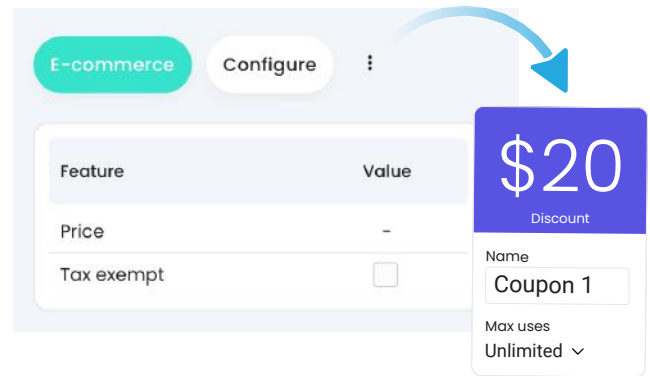 E-commerce Configure
Feature Value
Price -
Tax exempt
$20
Discount
Name
Coupon 1
Max uses
Unlimited